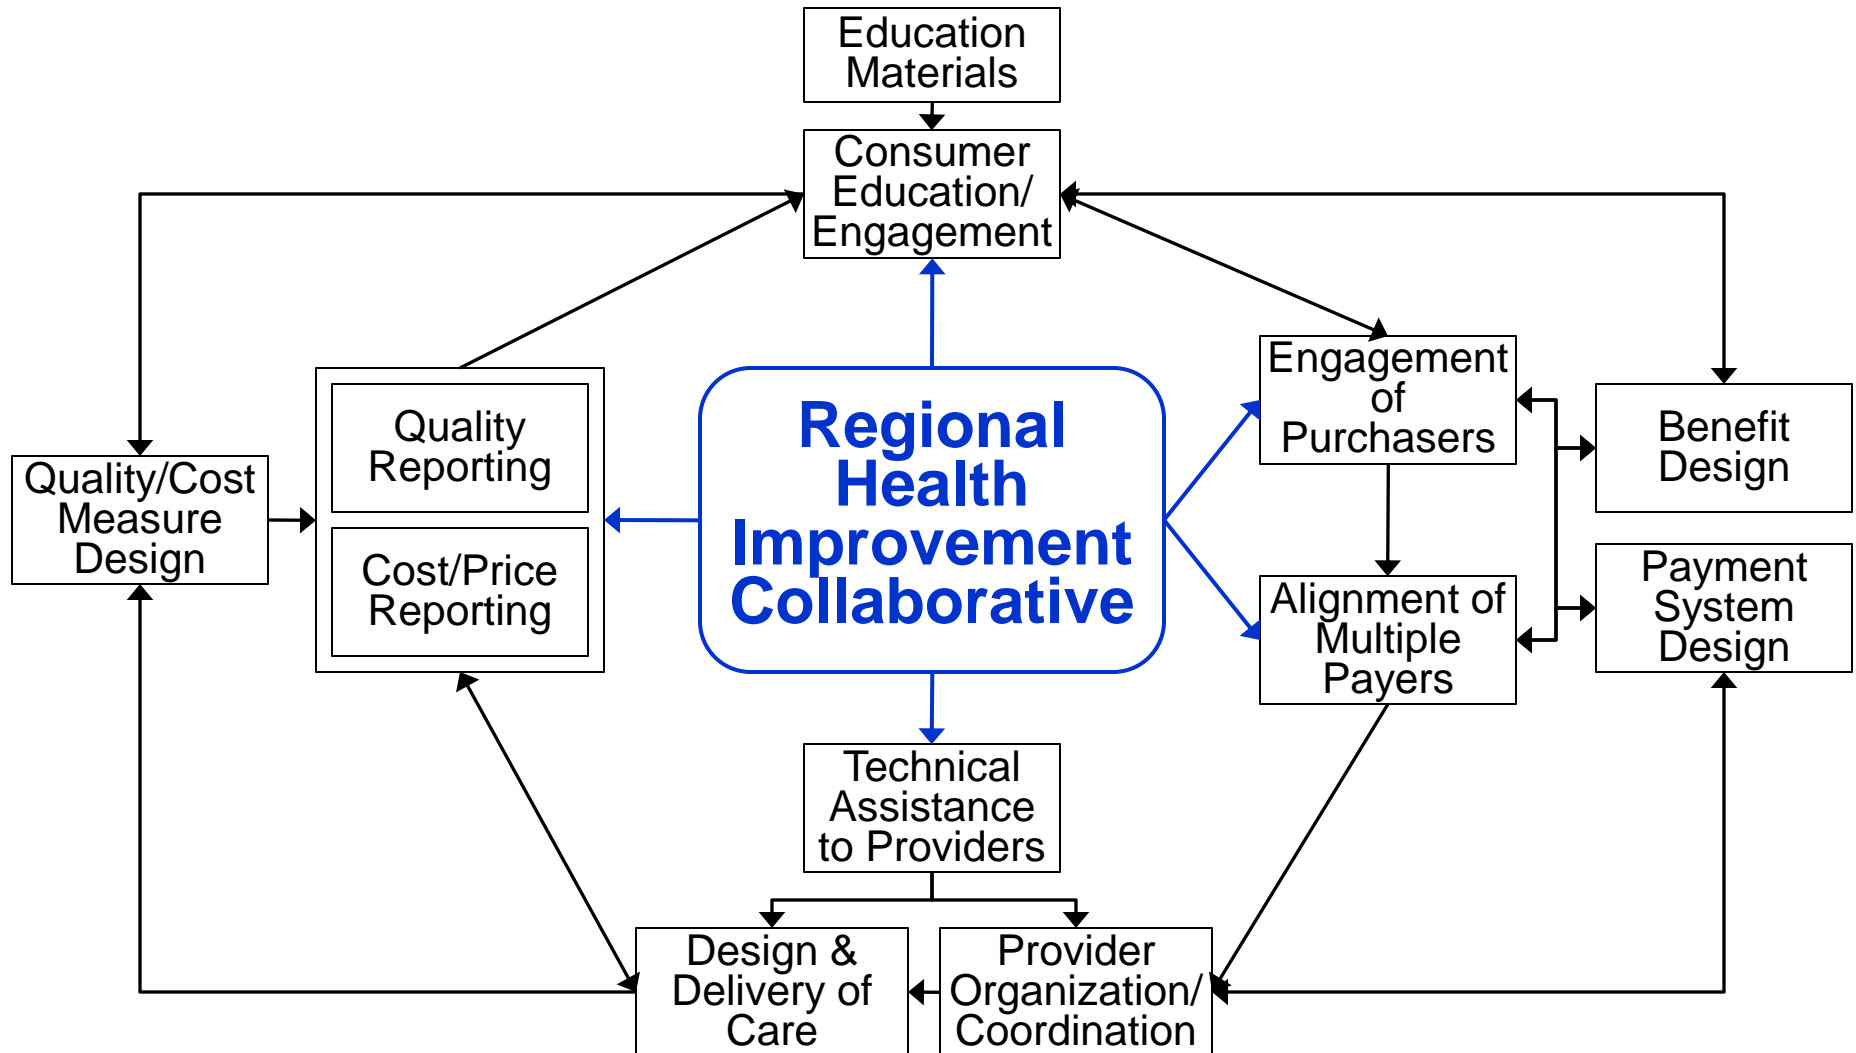 Education
Materials
Consumer
Education/
Engagement
Engagement
of
Purchasers
Benefit
Design
Quality
Reporting
Quality/Cost
Measure
Design
Cost/Price
Reporting
Regional
Health
Improvement
Collaborative
Payment
System
Design
Alignment of
Multiple
Payers
Technical
Assistance
to Providers
Design &
Delivery of
Care
Provider
Organization/
Coordination